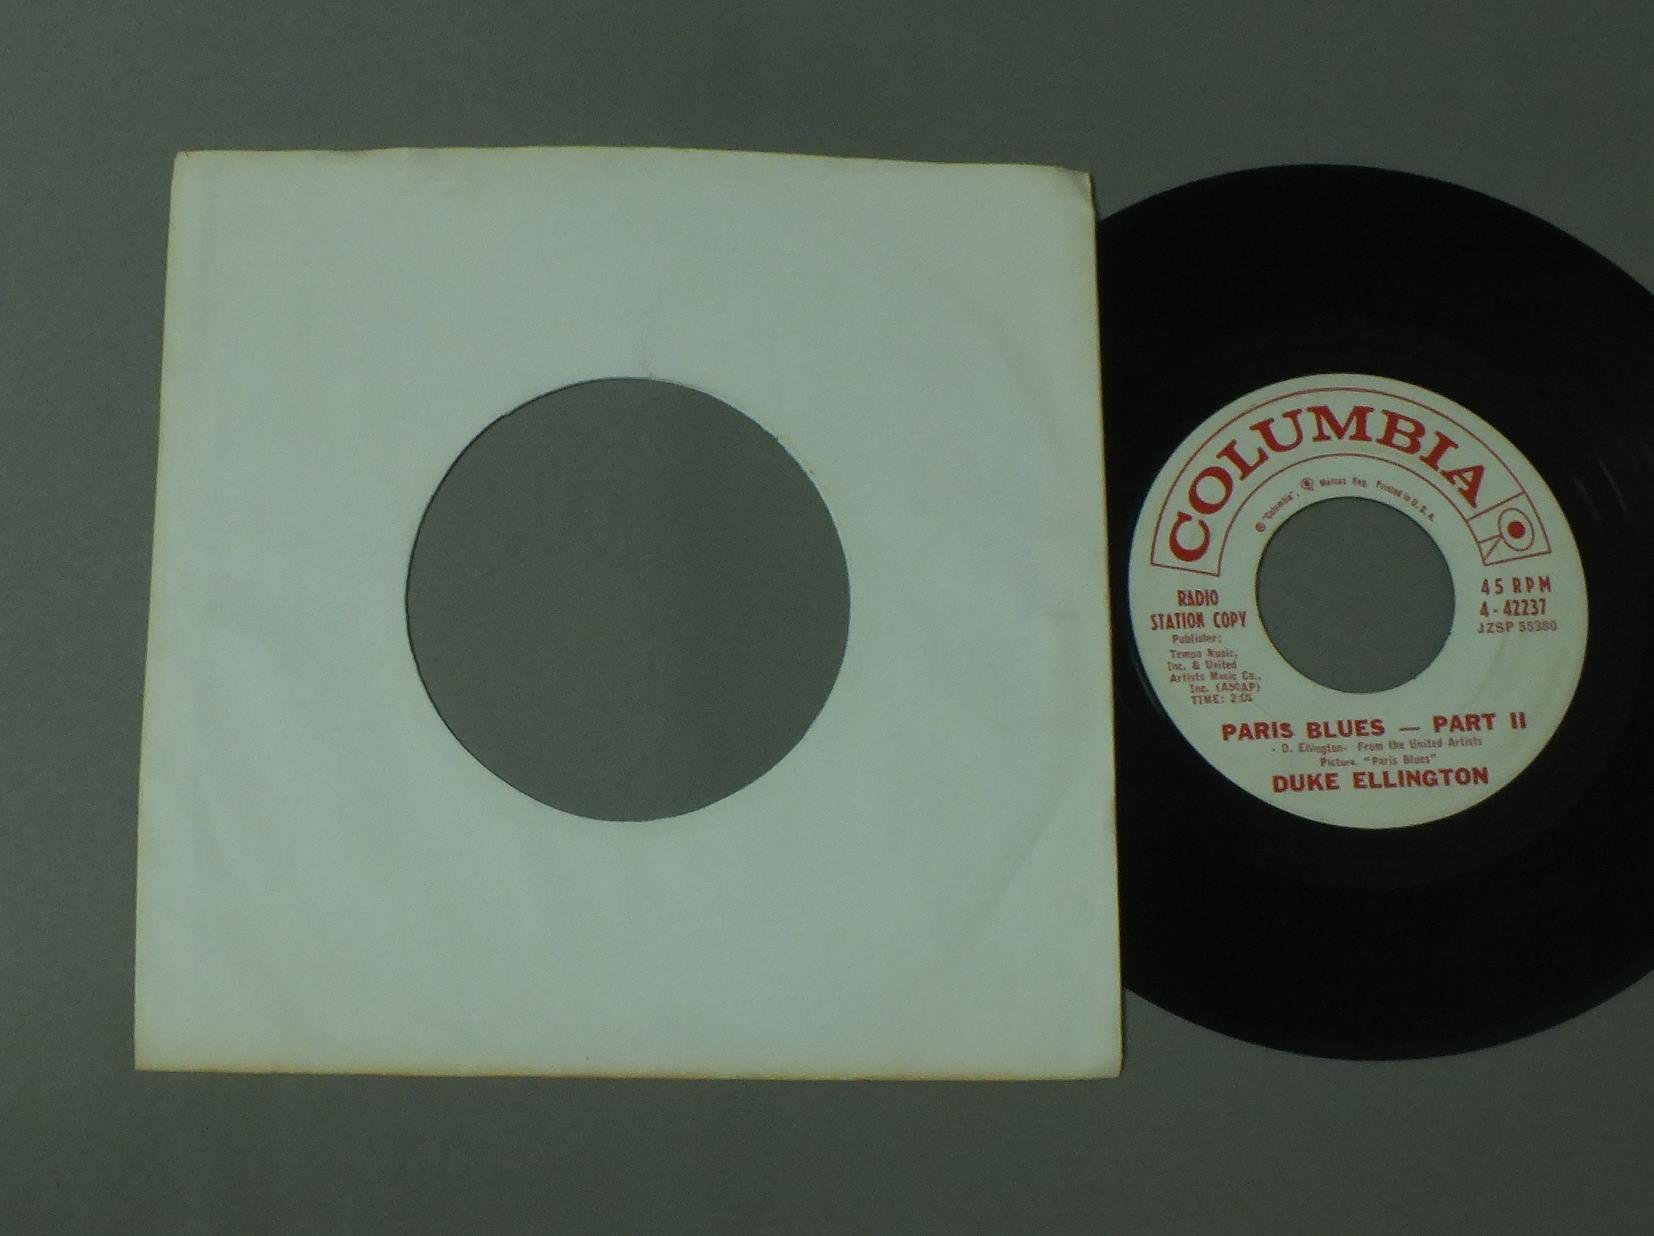 COLUMBIA
® "Columbia", Marcas Reg. Printed in U. S. A.
RADIO
STATION COPY
Publisher:
Tempo Music,
Inc. & United
Artists Music Co.,
Inc. (ASCAP)
TIME:
45 RPM
4-42237
JZSP 55380
PARIS BLUES — PART II
- D. Ellington- From the United Artists
Picture, "Paris Blues"
DUKE ELLINGTON